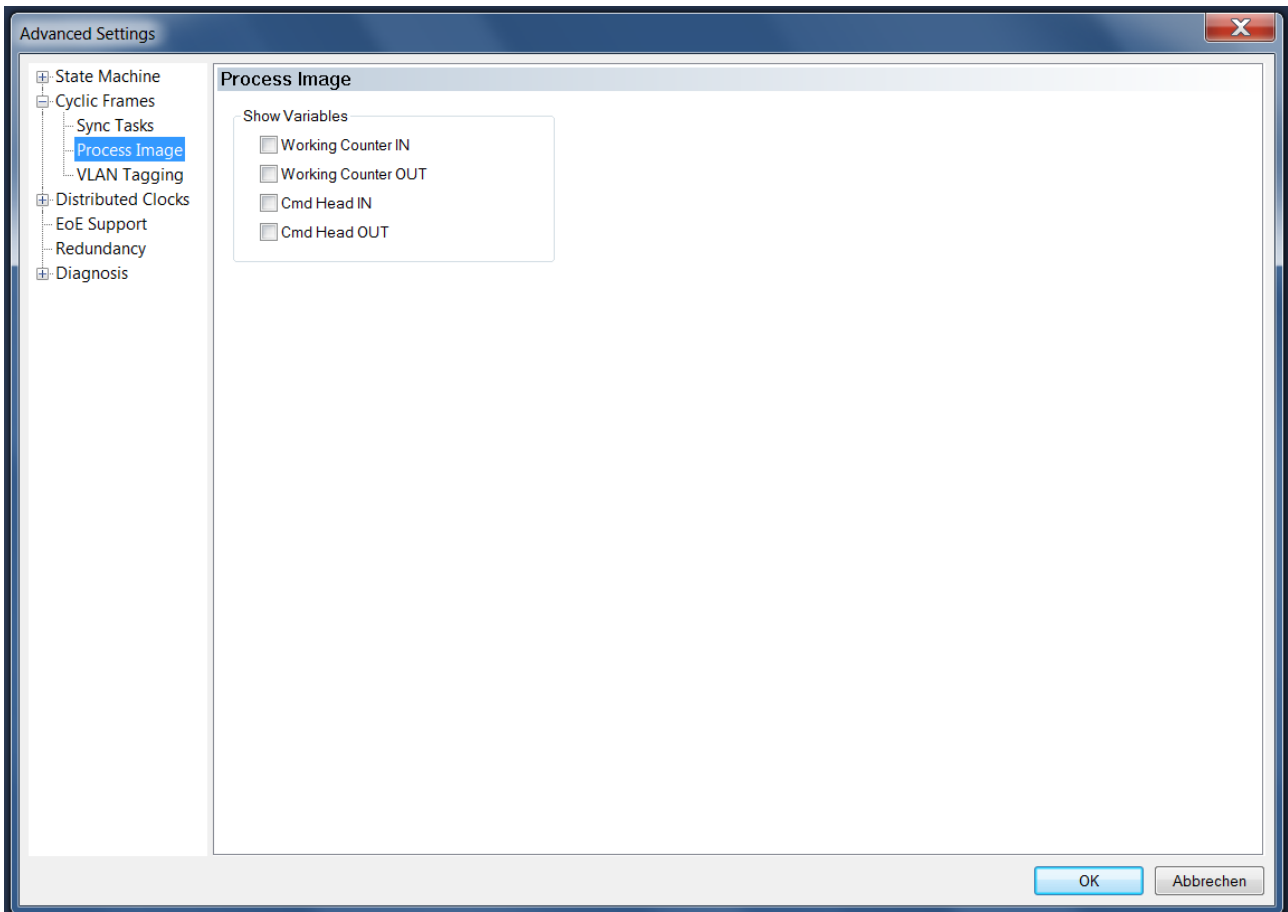 Advanced Settings
State Machine
Cyclic Frames
Sync Tasks
Process Image
VLAN Tagging
Distributed Clocks
EoE Support
Redundancy
Diagnosis
Process Image
Show Variables
Working Counter IN
Working Counter OUT
Cmd Head IN
Cmd Head OUT
OK
Abbrechen